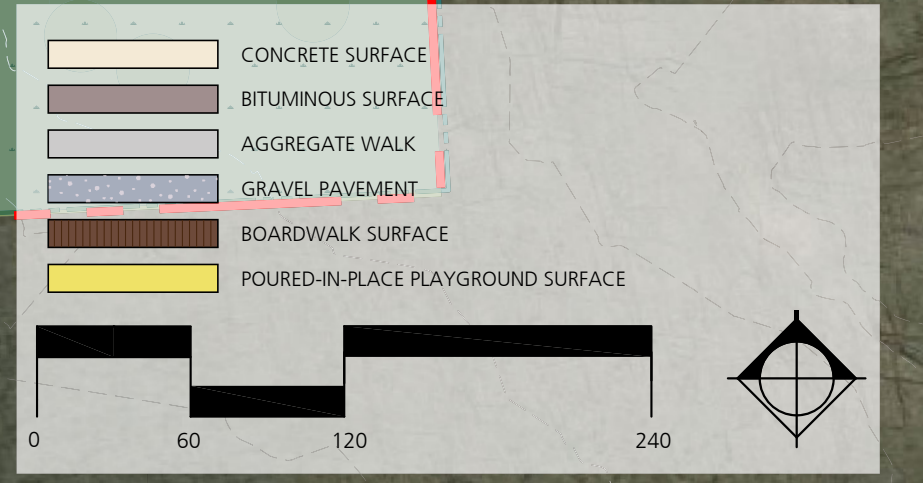 CONCRETE SURFACE
BITUMINOUS SURFACE
AGGREGATE WALK
GRAVEL PAVEMENT
BOARDWALK SURFACE
POURED-IN-PLACE PLAYGROUND SURFACE
0 60 120 240